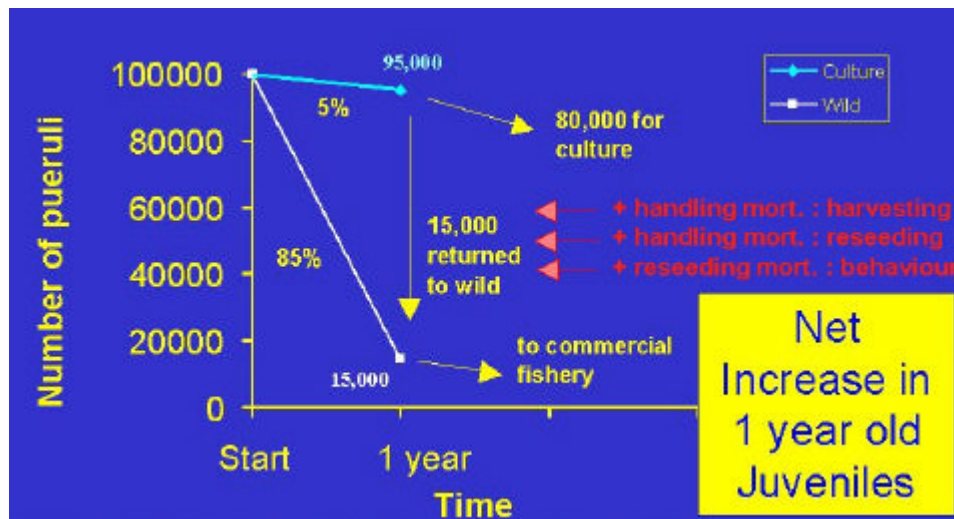 Number of pueruli
100000
80000
60000
40000
20000
0
95,000
5%
85%
15,000
80,000 for
culture
15,000
returned
to wild
to commercial
fishery
Culture
Wild
+ handling mort. : harvesting
+ handling mort. : reseeding
+ reseeding mort. : behaviour
Net
Increase in
1 year old
Juveniles
Start
1 year
Time